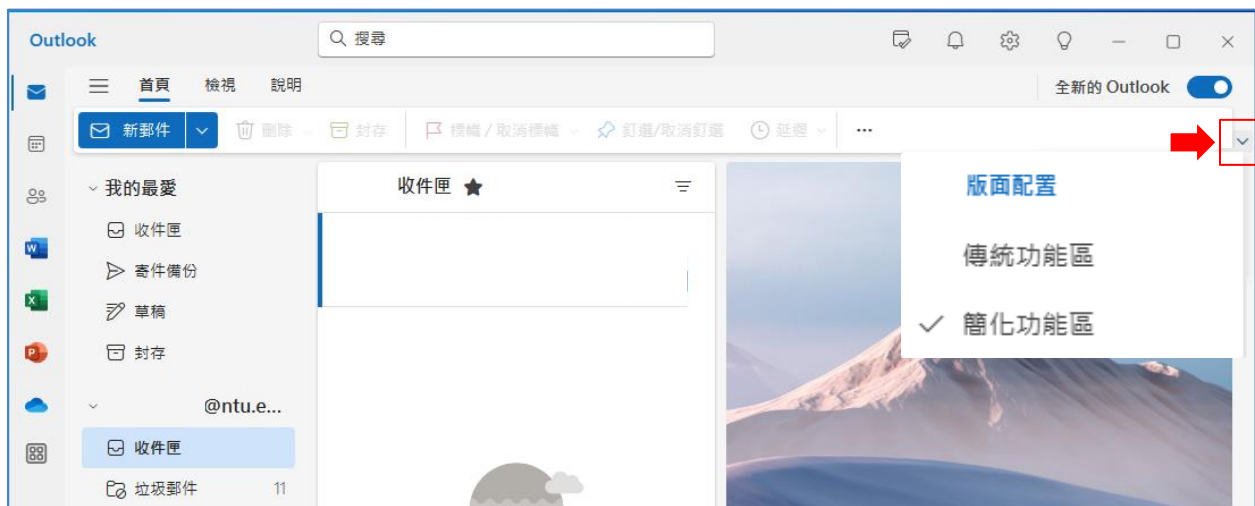 Outlook
搜尋
首頁 檢視 說明
全新的 Outlook
新郵件 刪除 封存 標幟 / 取消標幟 釘選/取消釘選 延遲 ...
我的最愛
收件匣
寄件備份
草稿
封存
@ntu.e...
收件匣
垃圾郵件 11
收件匣
版面配置
傳統功能區
簡化功能區